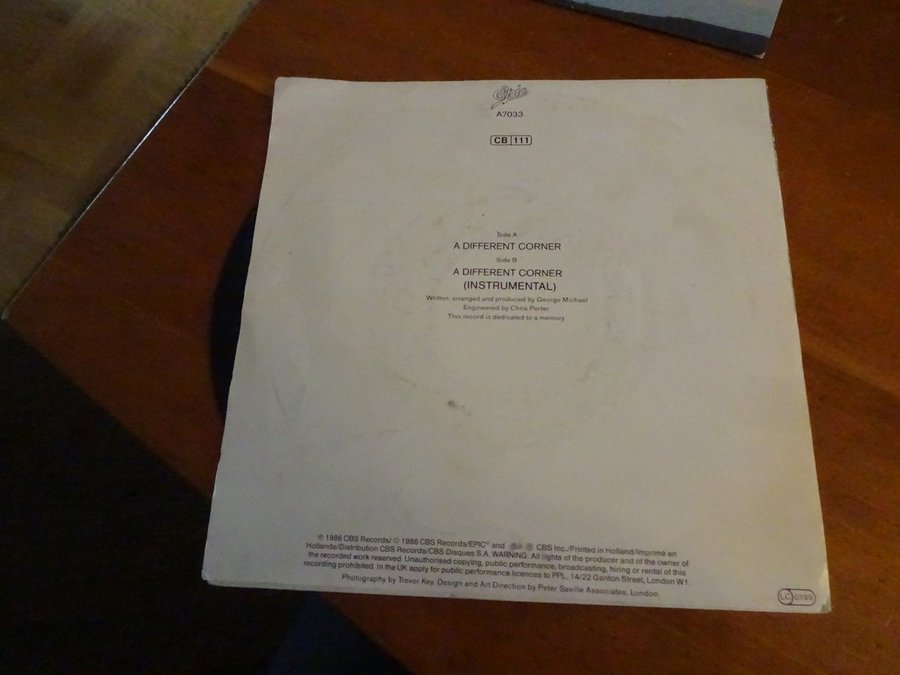 Epic
A7033
CB 111
Side A
A DIFFERENT CORNER
Side B
A DIFFERENT CORNER
(INSTRUMENTAL)
Written, arranged and produced by George Michael
Engineered by Chris Porter
This record is dedicated to a memory
℗ 1986 CBS Records/ © 1986 CBS Records/EPIC® and Epic ® CBS Inc./Printed in Holland/Imprimé en
Hollande/Distribution CBS Records/CBS Disques S.A. WARNING: All rights of the producer and of the owner of
the recorded work reserved. Unauthorised copying, public performance, broadcasting, hiring or rental of this
recording prohibited. In the UK apply for public performance licences to PPL, 14/22 Ganton Street, London W1.
Photography by Trevor Key, Design and Art Direction by Peter Saville Associates, London.
LC 0199